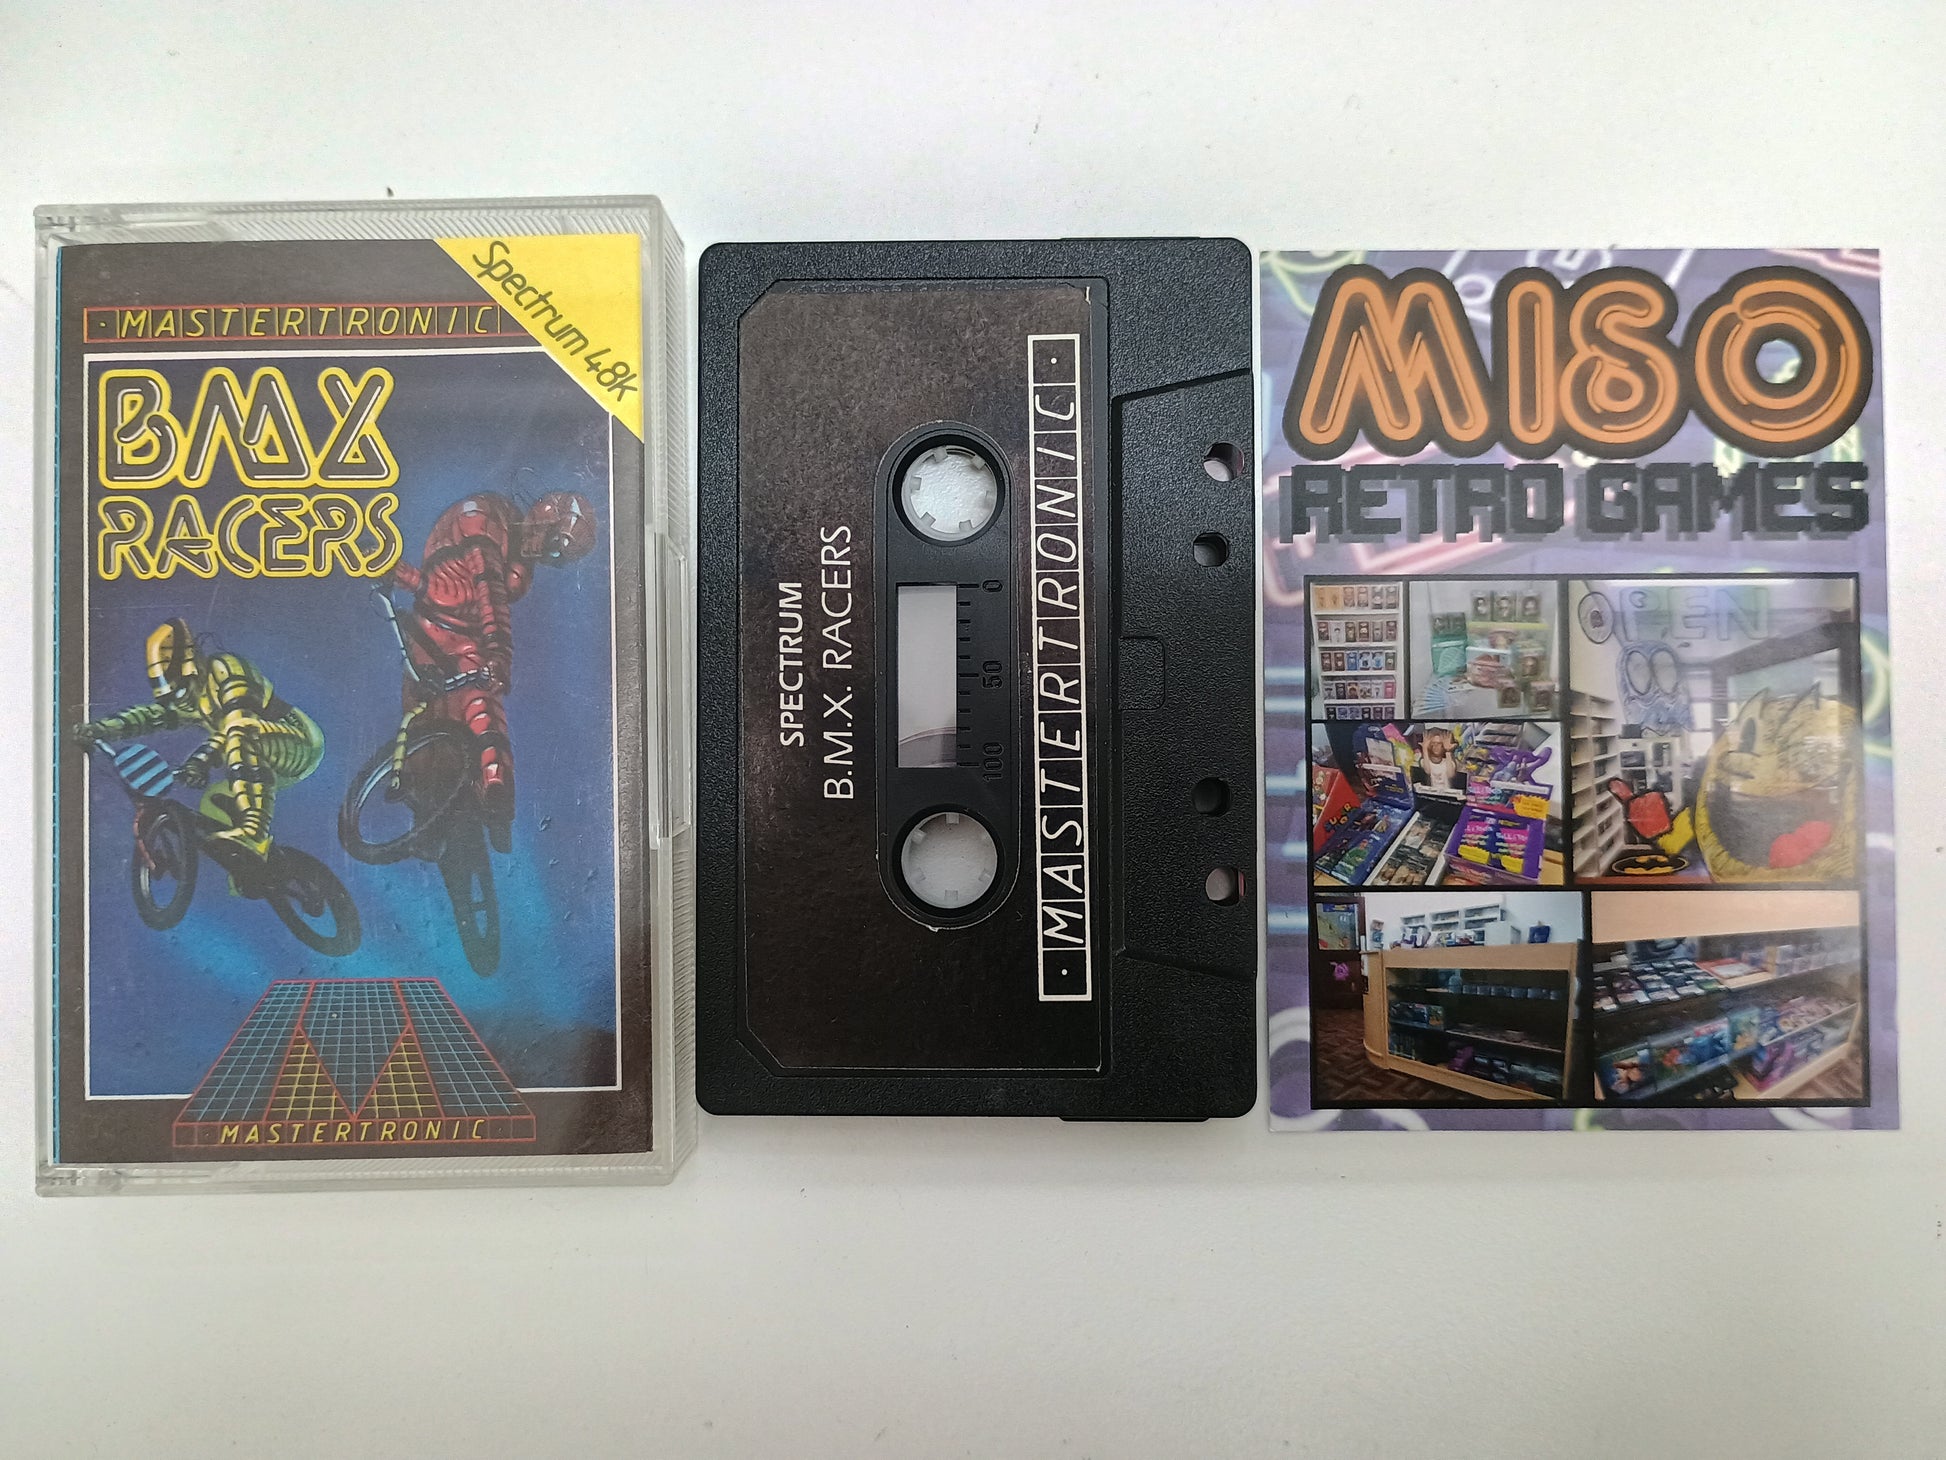 Spectrum 48K
·MASTERTRONIC
BMX
RACERS
·MASTERTRONIC·
SPECTRUM
B.M.X. RACERS
0
50
100
·MASTERTRONIC·
MISO
RETRO GAMES
OPEN